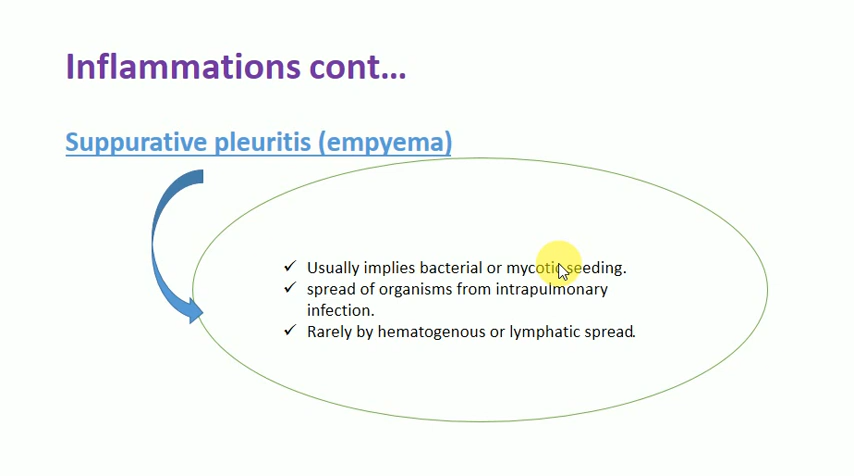 Inflammations cont...
Suppurative pleuritis (empyema)
✓ Usually implies bacterial or mycotic seeding.
✓ spread of organisms from intrapulmonary
infection.
✓ Rarely by hematogenous or lymphatic spread.